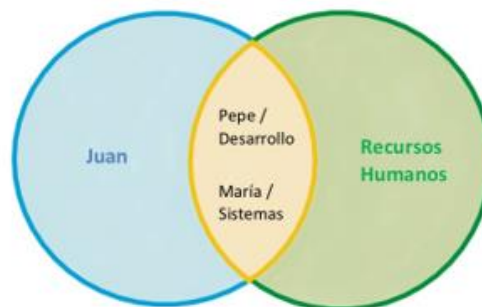 Juan
Pepe /
Desarrollo
María /
Sistemas
Recursos
Humanos